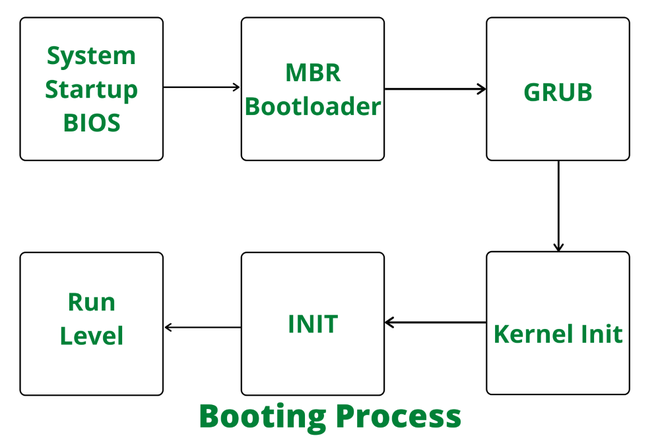 System
Startup
BIOS
MBR
Bootloader
GRUB
Run
Level
INIT
Kernel Init
Booting Process